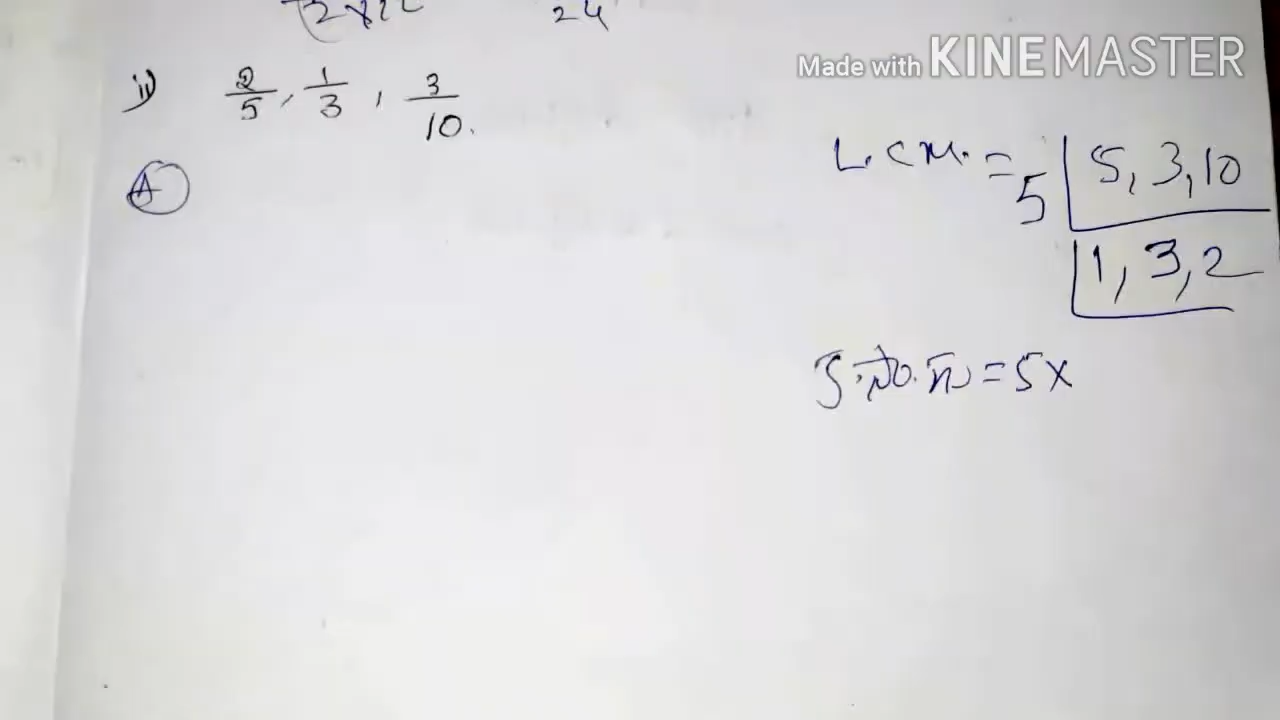 24
Made with KINEMASTER
ii) 2/5, 1/3, 3/10.
A
L.C.M. = 5 | 5, 3, 10
1, 3, 2
= 5 x